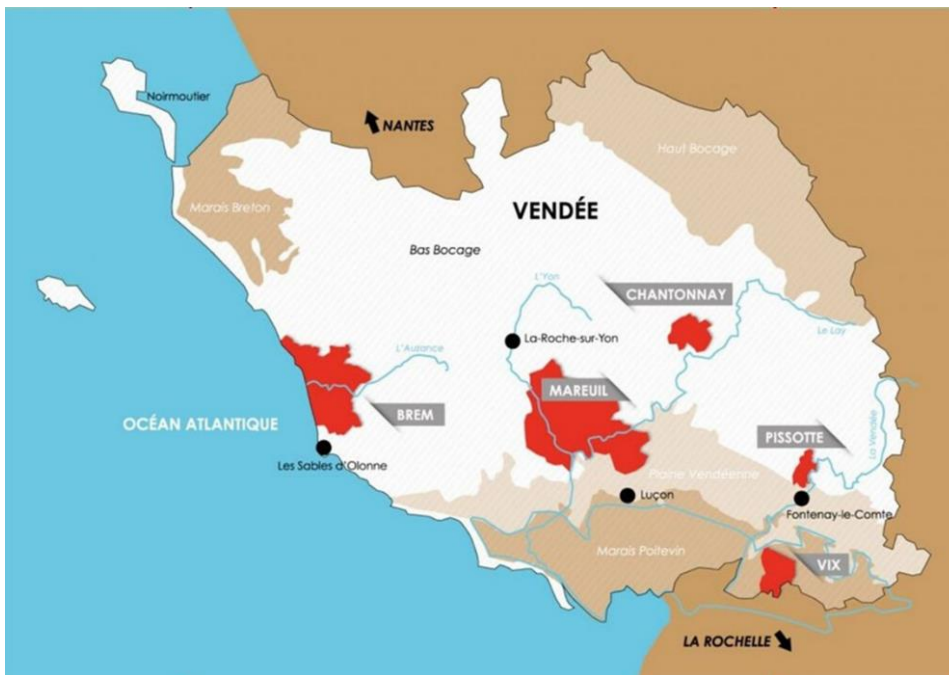 Noirmoutier
NANTES
Haut Bocage
Marais Breton
VENDÉE
Bas Bocage
L'Yon
CHANTONNAY
Le Lay
La-Roche-sur-Yon
L'Auzance
MAREUIL
BREM
OCÉAN ATLANTIQUE
PISSOTTE
La Vendée
Les Sables d'Olonne
Plaine Vendéenne
Luçon
Fontenay-le-Comte
Marais Poitevin
VIX
LA ROCHELLE